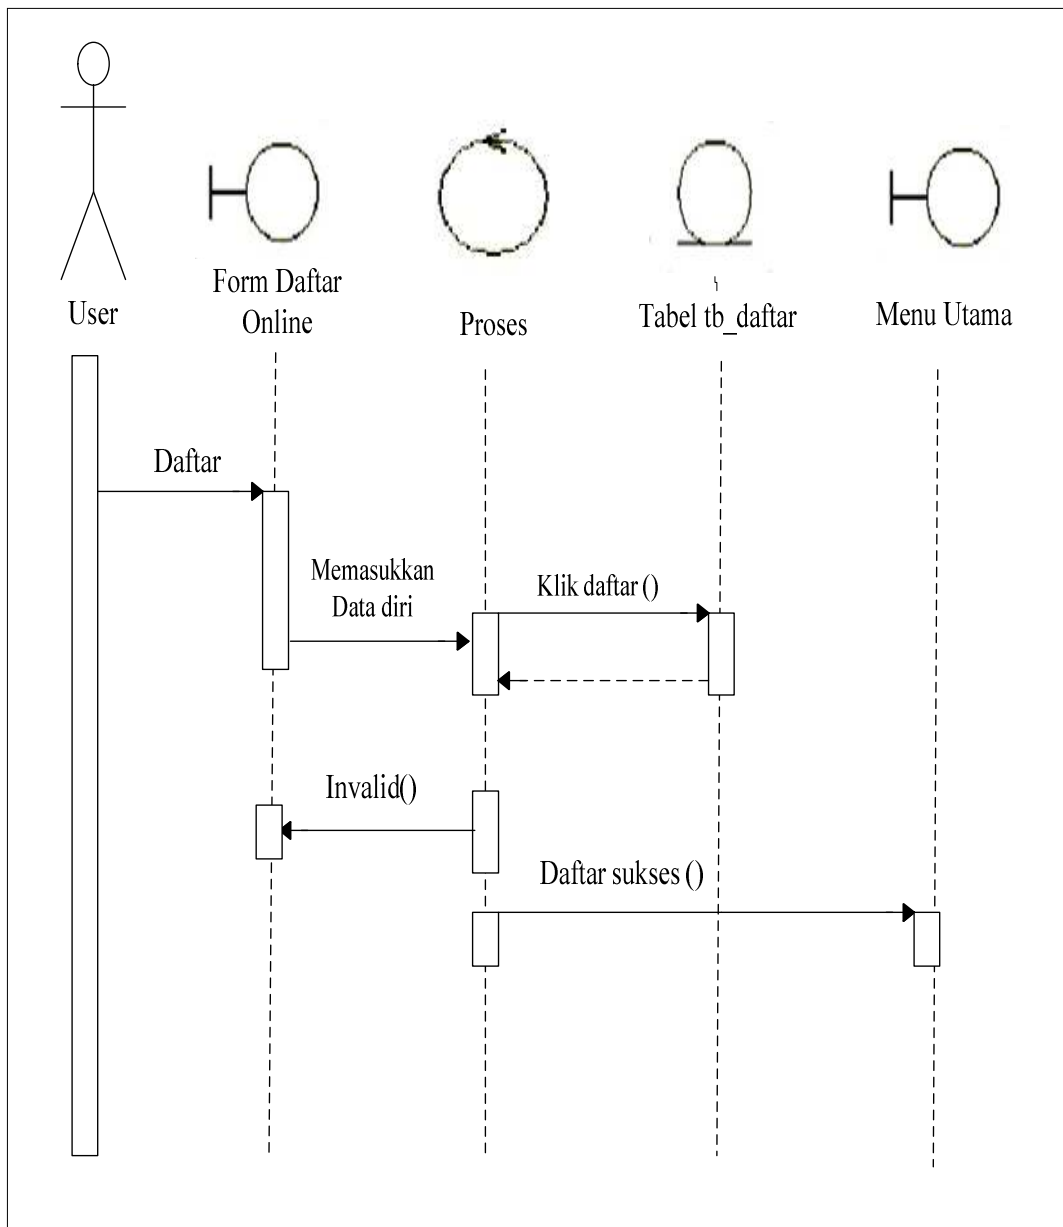 User
Form Daftar
Online
Proses
Tabel tb_daftar
Menu Utama
Daftar
Memasukkan
Data diri
Klik daftar ()
Invalid()
Daftar sukses ()